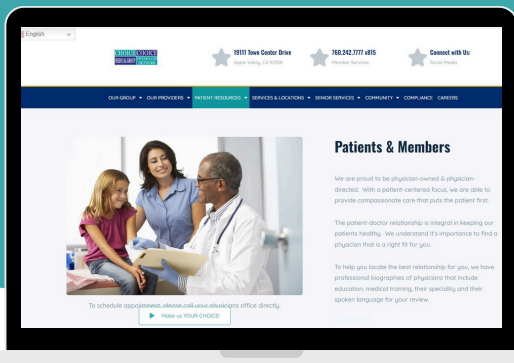 English
CHOICE CHOICE
MEDICAL GROUP PHYSICIANS NETWORK
19111 Town Center Drive
Apple Valley, CA 92308
760.242.7777 x815
Member Services
Connect with Us:
Social Media
OUR GROUP OUR PROVIDERS PATIENT RESOURCES SERVICES & LOCATIONS SENIOR SERVICES COMMUNITY COMPLIANCE CAREERS
Patients & Members
We are proud to be physician-owned & physician-
directed. With a patient-centered focus, we are able to
provide compassionate care that puts the patient first.
The patient-doctor relationship is integral in keeping our
patients healthy. We understand it's importance to find a
physician that is a right fit for you.
To help you locate the best relationship for you, we have
professional biographies of physicians that include
education, medical training, their speciality and their
spoken language for your review.
To schedule appointment, please call your physicians office directly.
Make us YOUR CHOICE!